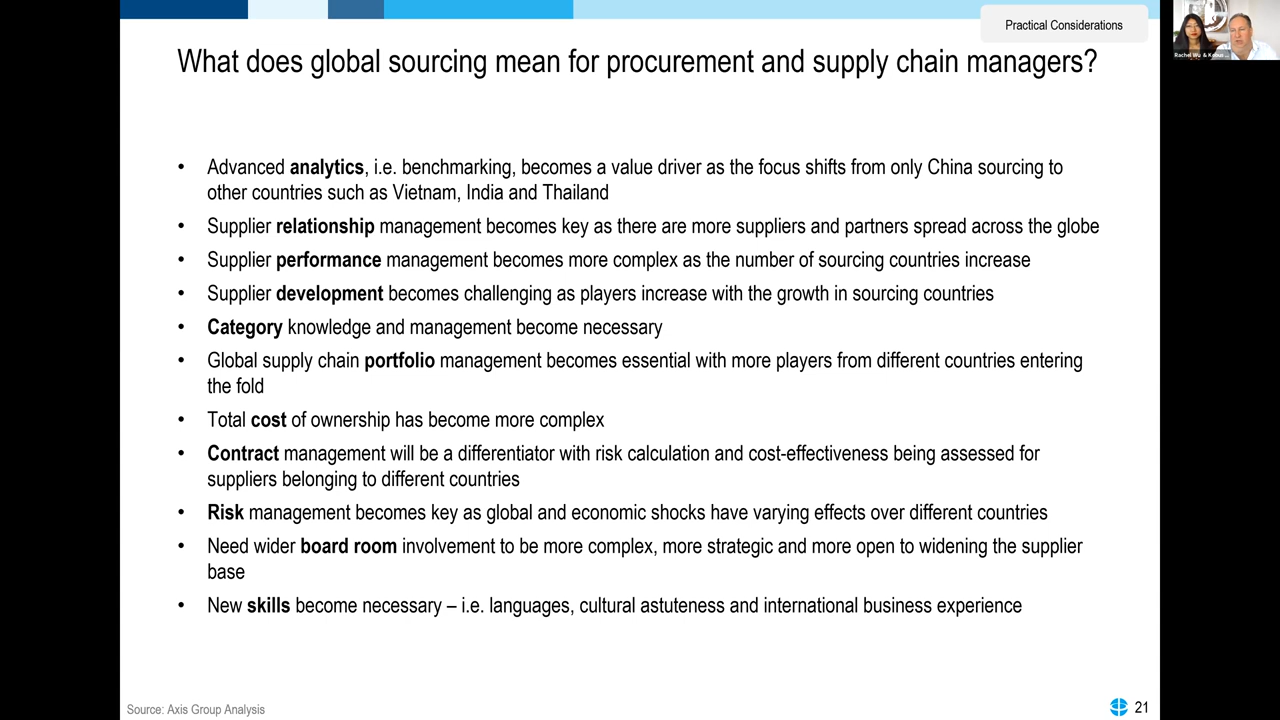 Practical Considerations
What does global sourcing mean for procurement and supply chain managers?
• Advanced analytics, i.e. benchmarking, becomes a value driver as the focus shifts from only China sourcing to
other countries such as Vietnam, India and Thailand
• Supplier relationship management becomes key as there are more suppliers and partners spread across the globe
• Supplier performance management becomes more complex as the number of sourcing countries increase
• Supplier development becomes challenging as players increase with the growth in sourcing countries
• Category knowledge and management become necessary
• Global supply chain portfolio management becomes essential with more players from different countries entering
the fold
• Total cost of ownership has become more complex
• Contract management will be a differentiator with risk calculation and cost-effectiveness being assessed for
suppliers belonging to different countries
• Risk management becomes key as global and economic shocks have varying effects over different countries
• Need wider board room involvement to be more complex, more strategic and more open to widening the supplier
base
• New skills become necessary – i.e. languages, cultural astuteness and international business experience
Source: Axis Group Analysis
21
Rachel Wu &